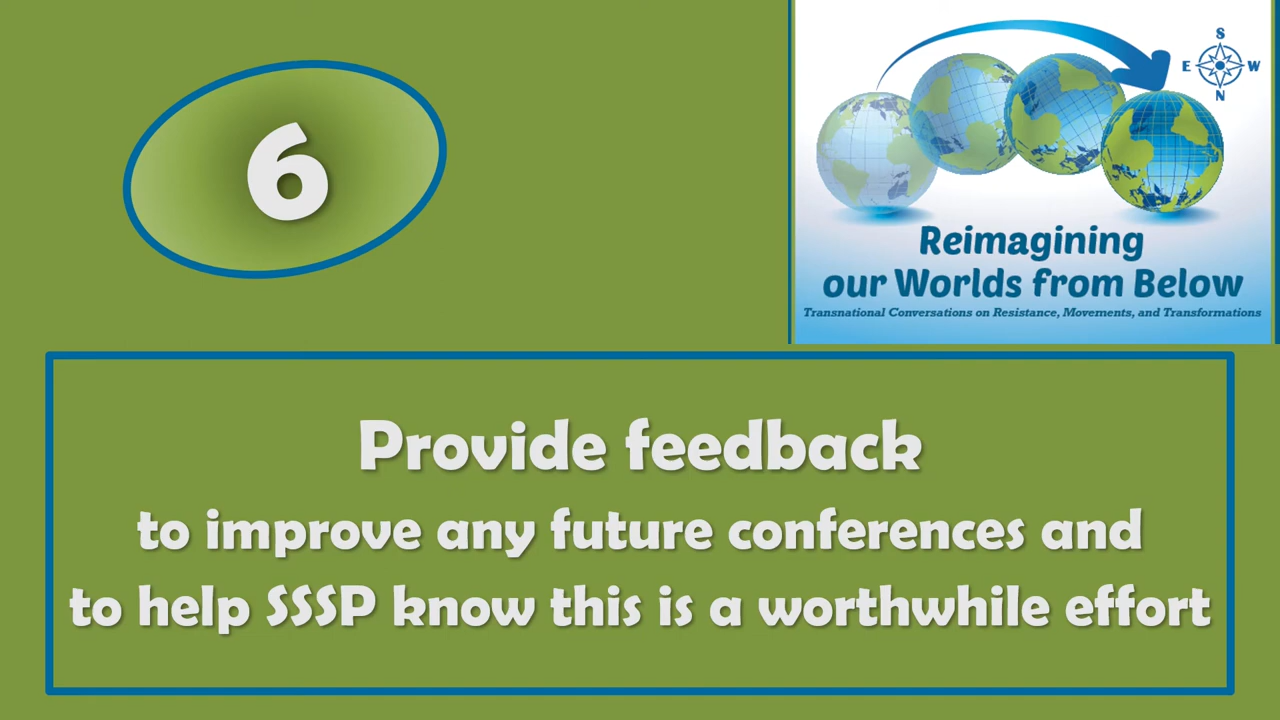 6
S
E W
N
Reimagining
our Worlds from Below
Transnational Conversations on Resistance, Movements, and Transformations
Provide feedback
to improve any future conferences and
to help SSSP know this is a worthwhile effort